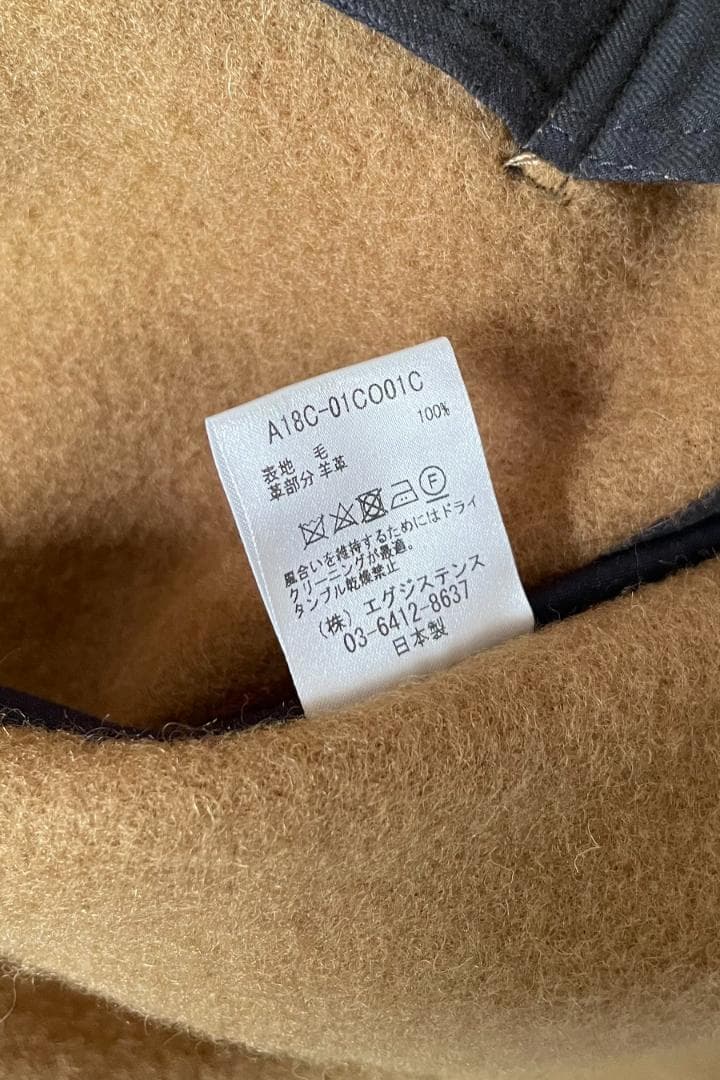 A18C-01CO01C
表地 毛 100%
革部分 羊革
F
風合いを維持するためにはドライ
クリーニングが最適。
タンブル乾燥禁止
(株) エグジステンス
03-6412-8637
日本製